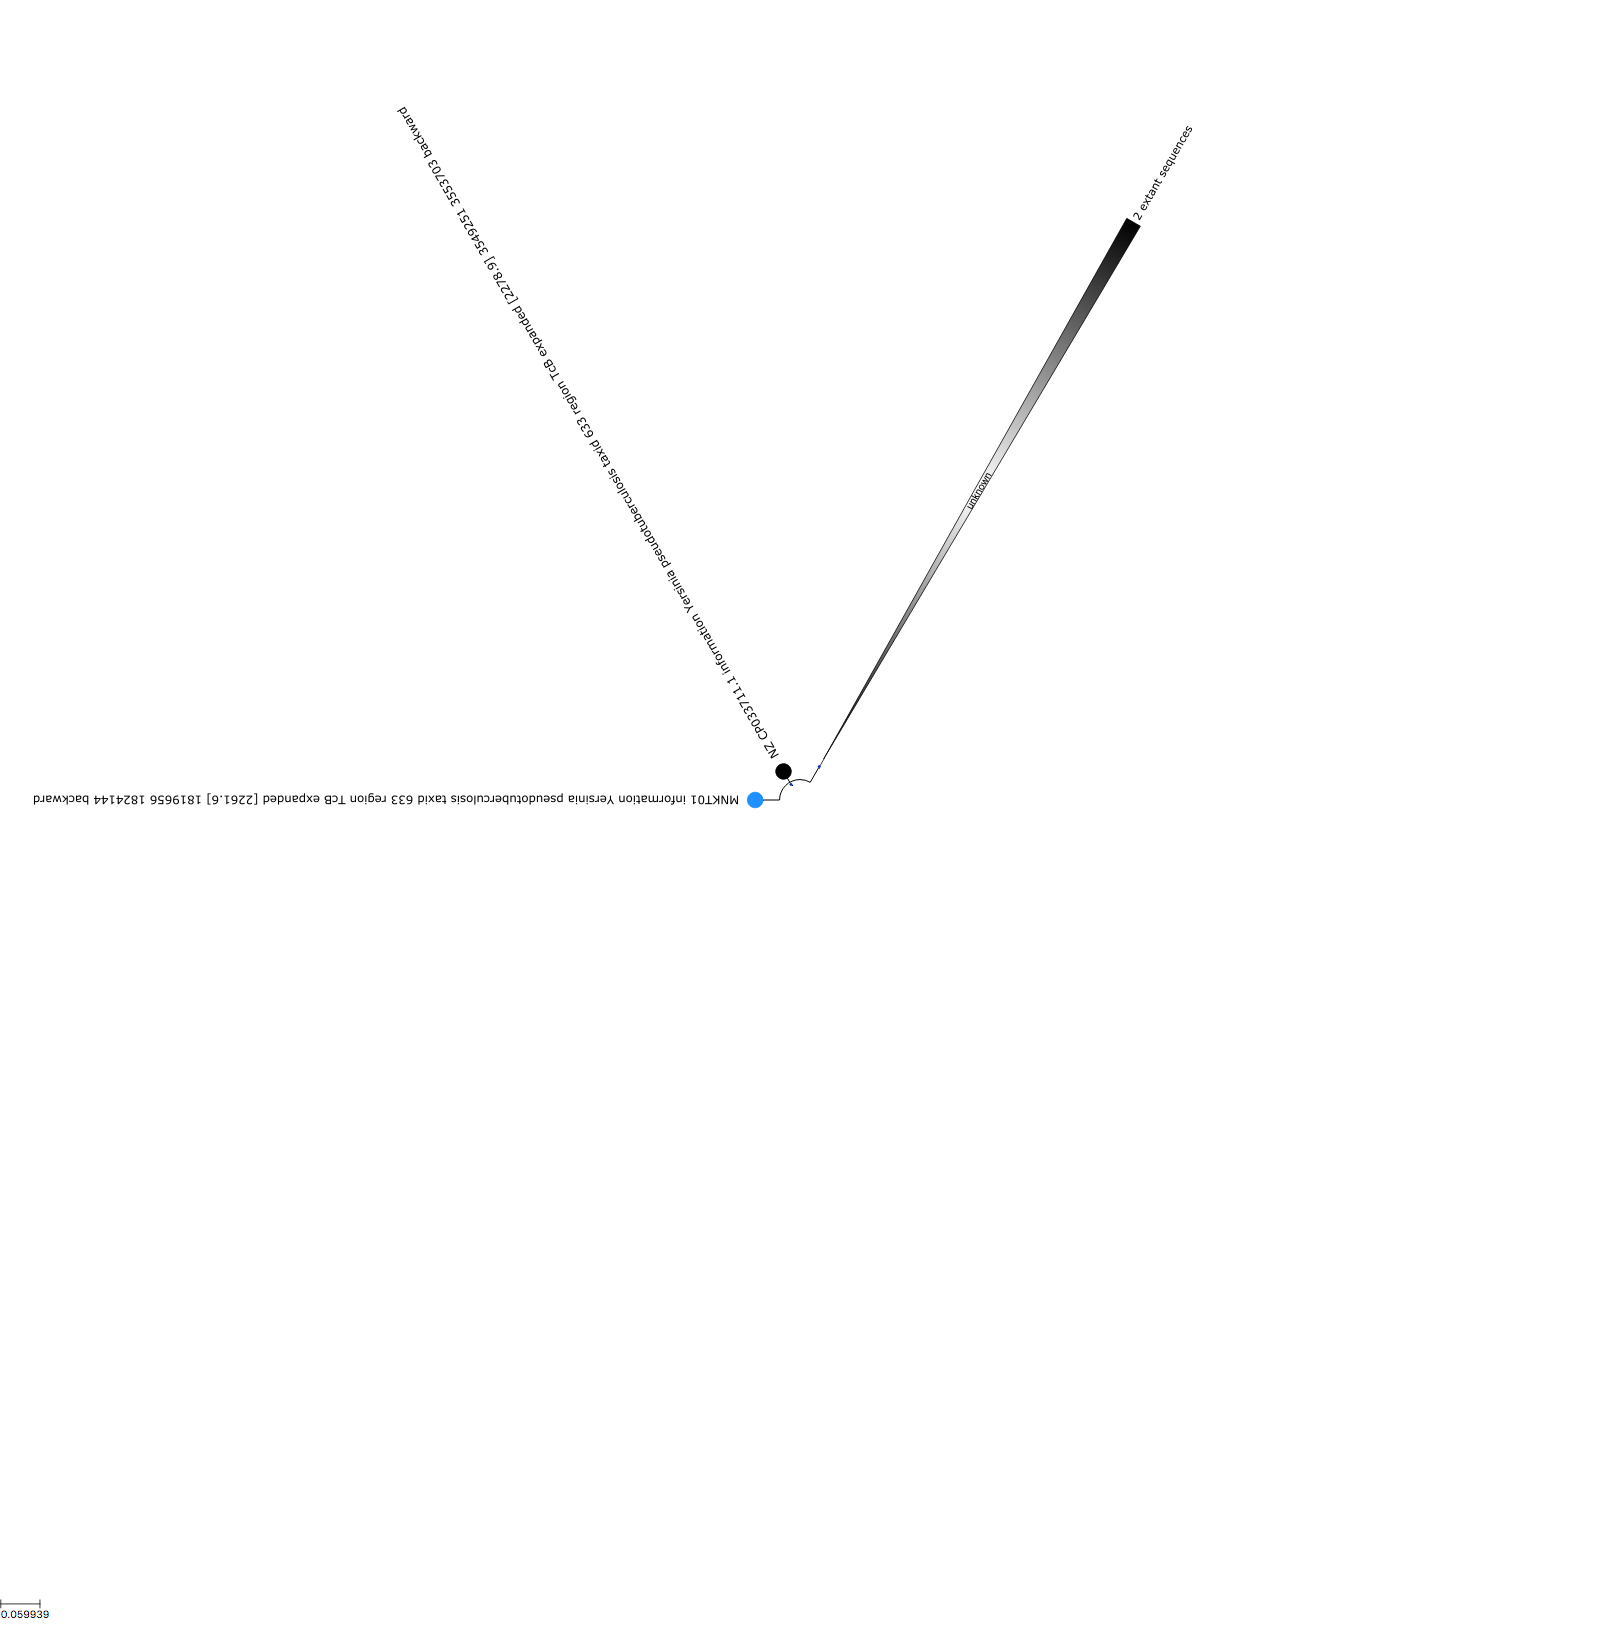 NZ CP033711.1 information Yersinia pseudotuberculosis taxid 633 region TcB expanded [2278.9] 3549251 3553703 backward
2 extant sequences
unknown
MNKT01 information Yersinia pseudotuberculosis taxid 633 region TcB expanded [2261.6] 1819656 1824144 backward
0.059939